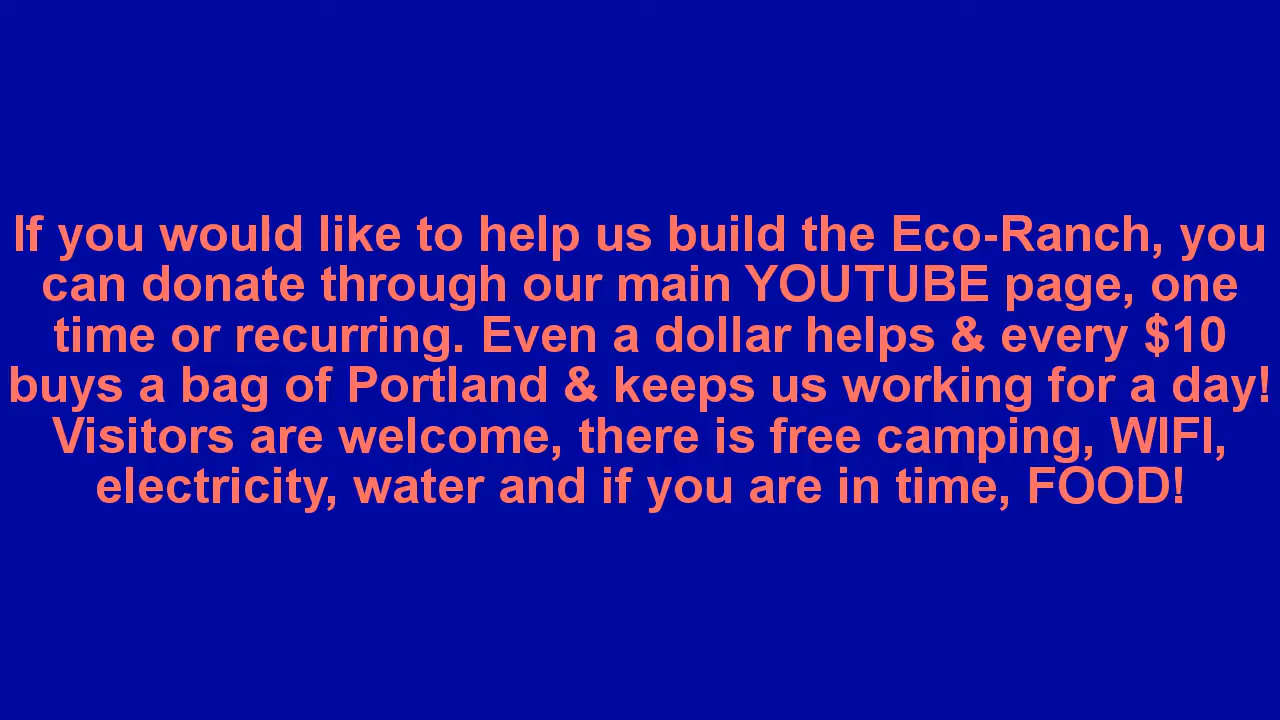 If you would like to help us build the Eco-Ranch, you
can donate through our main YOUTUBE page, one
time or recurring. Even a dollar helps & every $10
buys a bag of Portland & keeps us working for a day!
Visitors are welcome, there is free camping, WIFI,
electricity, water and if you are in time, FOOD!